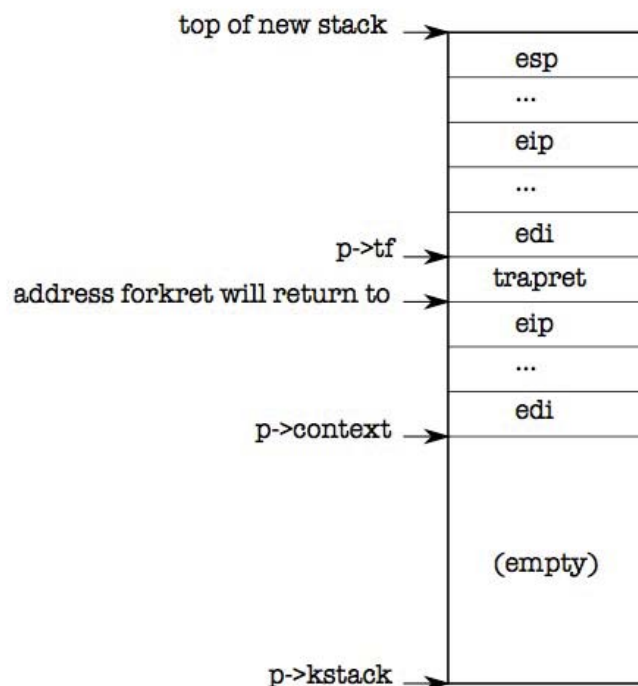 top of new stack
esp
...
eip
...
edi
p->tf
trapret
address forkret will return to
eip
...
edi
p->context
(empty)
p->kstack